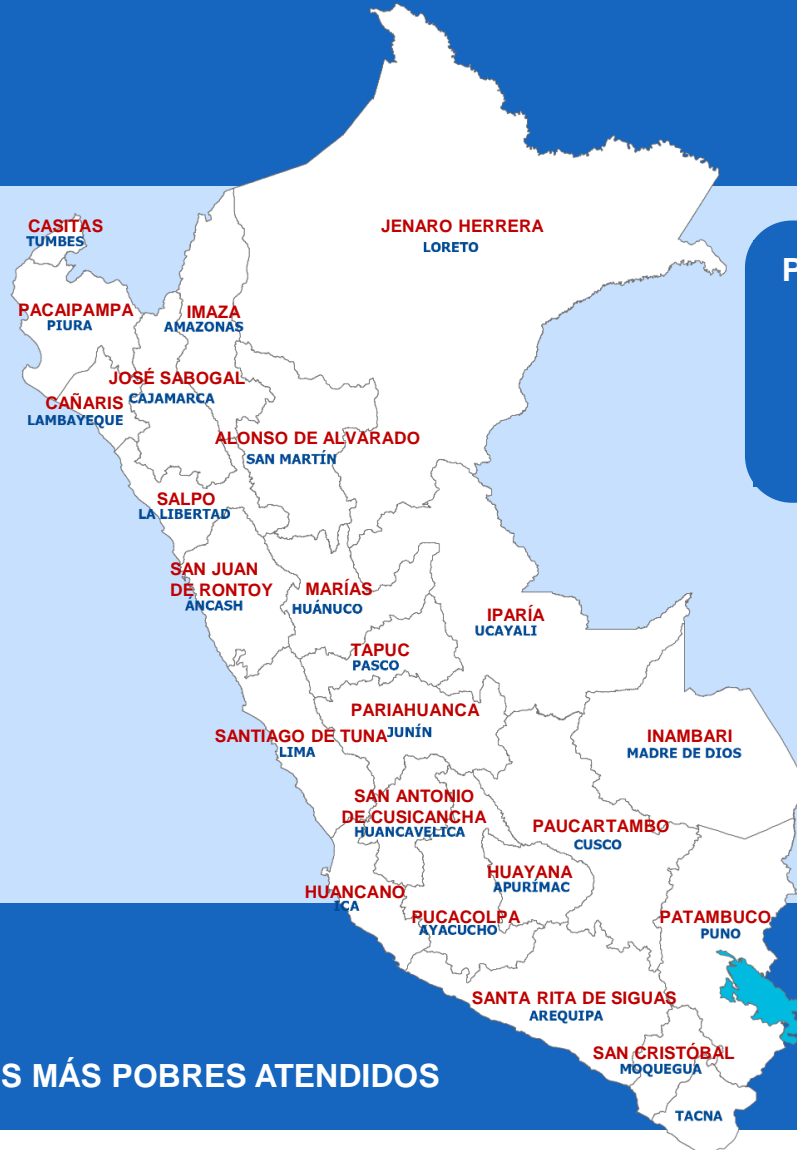 CASITAS
TUMBES
JENARO HERRERA
LORETO
P
PACAIPAMPA
PIURA
IMAZA
AMAZONAS
JOSÉ SABOGAL
CAJAMARCA
CAÑARIS
LAMBAYEQUE
ALONSO DE ALVARADO
SAN MARTÍN
SALPO
LA LIBERTAD
SAN JUAN
DE RONTOY
ÁNCASH
MARÍAS
HUÁNUCO
IPARÍA
UCAYALI
TAPUC
PASCO
PARIAHUANCA
JUNÍN
SANTIAGO DE TUNA
LIMA
INAMBARI
MADRE DE DIOS
SAN ANTONIO
DE CUSICANCHA
HUANCAVELICA
PAUCARTAMBO
CUSCO
HUAYANA
APURÍMAC
HUANCANO
ICA
PUCACOLPA
AYACUCHO
PATAMBUCO
PUNO
SANTA RITA DE SIGUAS
AREQUIPA
SAN CRISTÓBAL
MOQUEGUA
S MÁS POBRES ATENDIDOS
TACNA